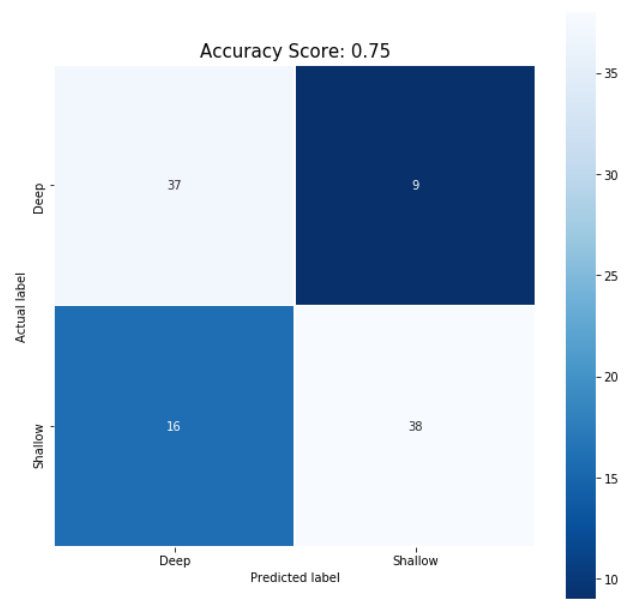 Accuracy Score: 0.75
Actual label
Deep
37
9
Shallow
16
38
Deep
Shallow
Predicted label
35
30
25
20
15
10